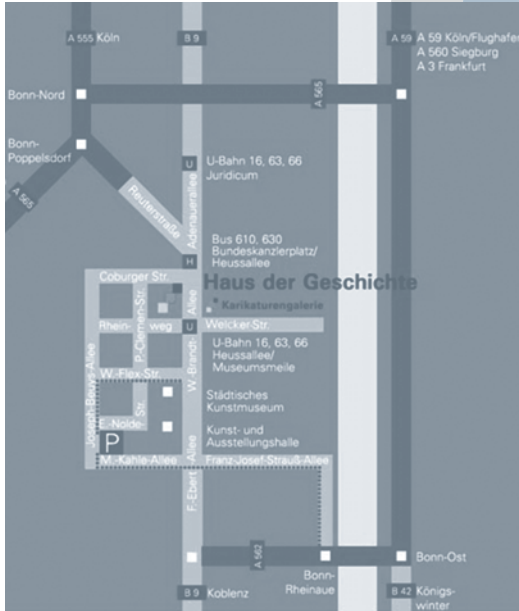 A 555 Köln
B 9
A 59
A 59 Köln/Flughafen
A 560 Siegburg
A 3 Frankfurt
Bonn-Nord
A 565
Bonn-
Poppelsdorf
A 565
Reuterstraße
U
U-Bahn 16, 63, 66
Juridicum
Adenauerallee
H
Bus 610, 630
Bundeskanzlerplatz/
Heussallee
Coburger Str.
Haus der Geschichte
Karikaturengalerie
P.-Clemen-Str.
Rhein-
weg
U
Welcker-Str.
W.-Brandt-
Allee
U-Bahn 16, 63, 66
Heussallee/
Museumsmeile
W.-Flex-Str.
Joseph-Beuys-Allee
Städtisches
Kunstmuseum
E.-Nolde-
Str.
Kunst- und
Ausstellungshalle
P
M.-Kahle-Allee
Franz-Josef-Strauß-Allee
F.-Ebert-
Allee
A 562
Bonn-
Rheinaue
Bonn-Ost
B 9 Koblenz
B 42 Königs-
winter